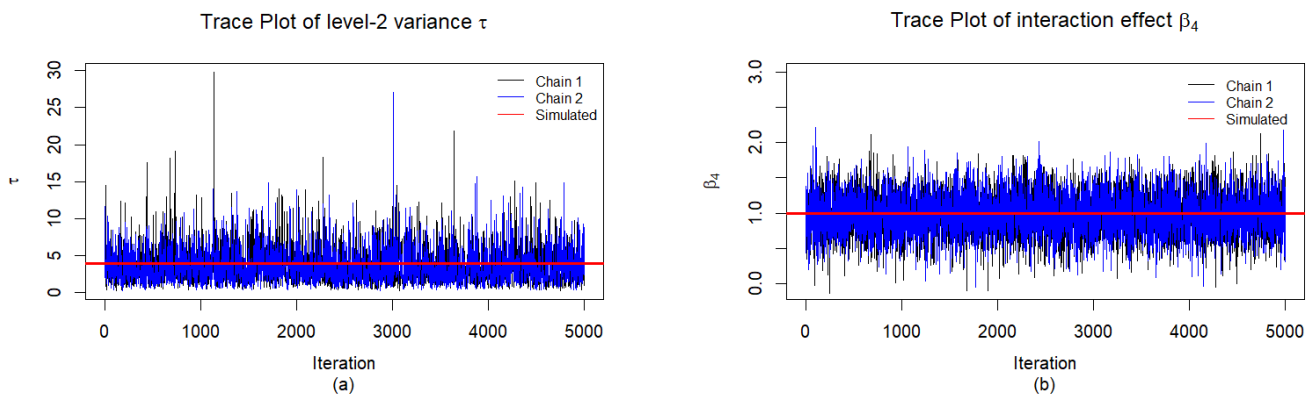 Trace Plot of level-2 variance τ
30
25
20
15
10
5
0
τ
Chain 1
Chain 2
Simulated
0 1000 2000 3000 4000 5000
Iteration
(a)
Trace Plot of interaction effect β4
3.0
2.0
1.0
0.0
β4
Chain 1
Chain 2
Simulated
0 1000 2000 3000 4000 5000
Iteration
(b)